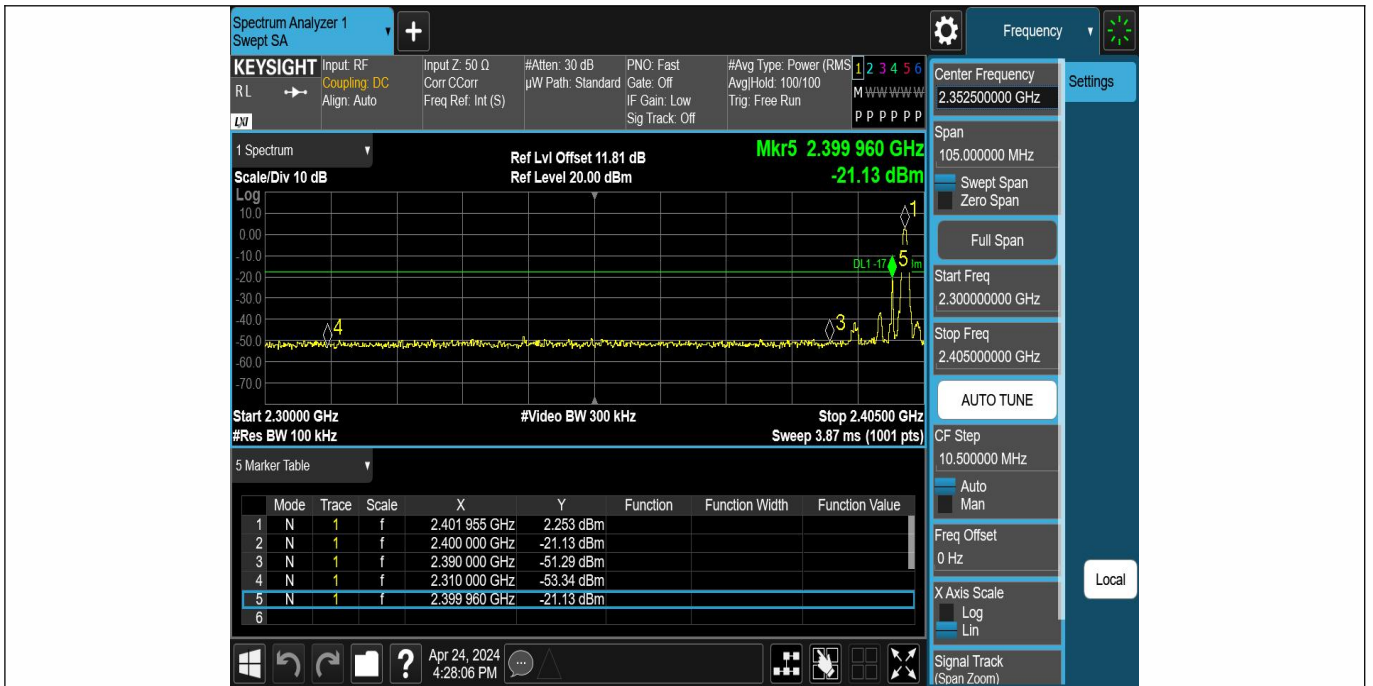 Spectrum Analyzer 1
Swept SA
+
Frequency
KEYSIGHT
RL
LXI
Input: RF
Coupling: DC
Align: Auto
Input Z: 50 Ω
Corr CCorr
Freq Ref: Int (S)
#Atten: 30 dB
µW Path: Standard
PNO: Fast
Gate: Off
IF Gain: Low
Sig Track: Off
#Avg Type: Power (RMS
Avg|Hold: 100/100
Trig: Free Run
1 2 3 4 5 6
M W W W W W
P P P P P P
Center Frequency
2.352500000 GHz
Settings
1 Spectrum
Scale/Div 10 dB
Ref Lvl Offset 11.81 dB
Ref Level 20.00 dBm
Mkr5 2.399 960 GHz
-21.13 dBm
Span
105.000000 MHz
Swept Span
Zero Span
Full Span
Start Freq
2.300000000 GHz
Stop Freq
2.405000000 GHz
AUTO TUNE
CF Step
10.500000 MHz
Auto
Man
Freq Offset
0 Hz
X Axis Scale
Log
Lin
Signal Track
(Span Zoom)
Local
Log
10.0
0.00
-10.0
-20.0
-30.0
-40.0
-50.0
-60.0
-70.0
1
DL1 -17
5
3
4
Start 2.30000 GHz
#Video BW 300 kHz
Stop 2.40500 GHz
#Res BW 100 kHz
Sweep 3.87 ms (1001 pts)
5 Marker Table
Mode Trace Scale X Y Function Function Width Function Value
1 N 1 f 2.401 955 GHz 2.253 dBm
2 N 1 f 2.400 000 GHz -21.13 dBm
3 N 1 f 2.390 000 GHz -51.29 dBm
4 N 1 f 2.310 000 GHz -53.34 dBm
5 N 1 f 2.399 960 GHz -21.13 dBm
6
?
Apr 24, 2024
4:28:06 PM